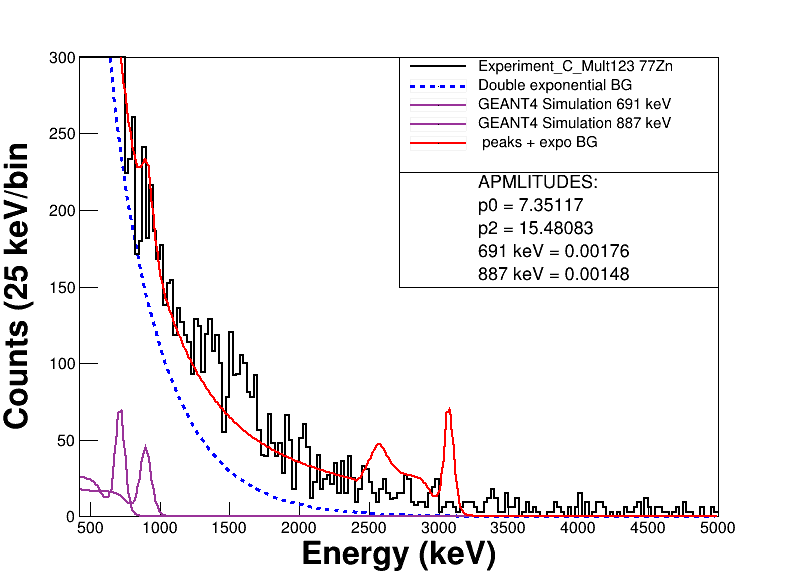 Experiment_C_Mult123 77Zn
Double exponential BG
GEANT4 Simulation 691 keV
GEANT4 Simulation 887 keV
peaks + expo BG
APMLITUDES:
p0 = 7.35117
p2 = 15.48083
691 keV = 0.00176
887 keV = 0.00148
Counts (25 keV/bin
300
250
200
150
100
50
0
500 1000 1500 2000 2500 3000 3500 4000 4500 5000
Energy (keV)